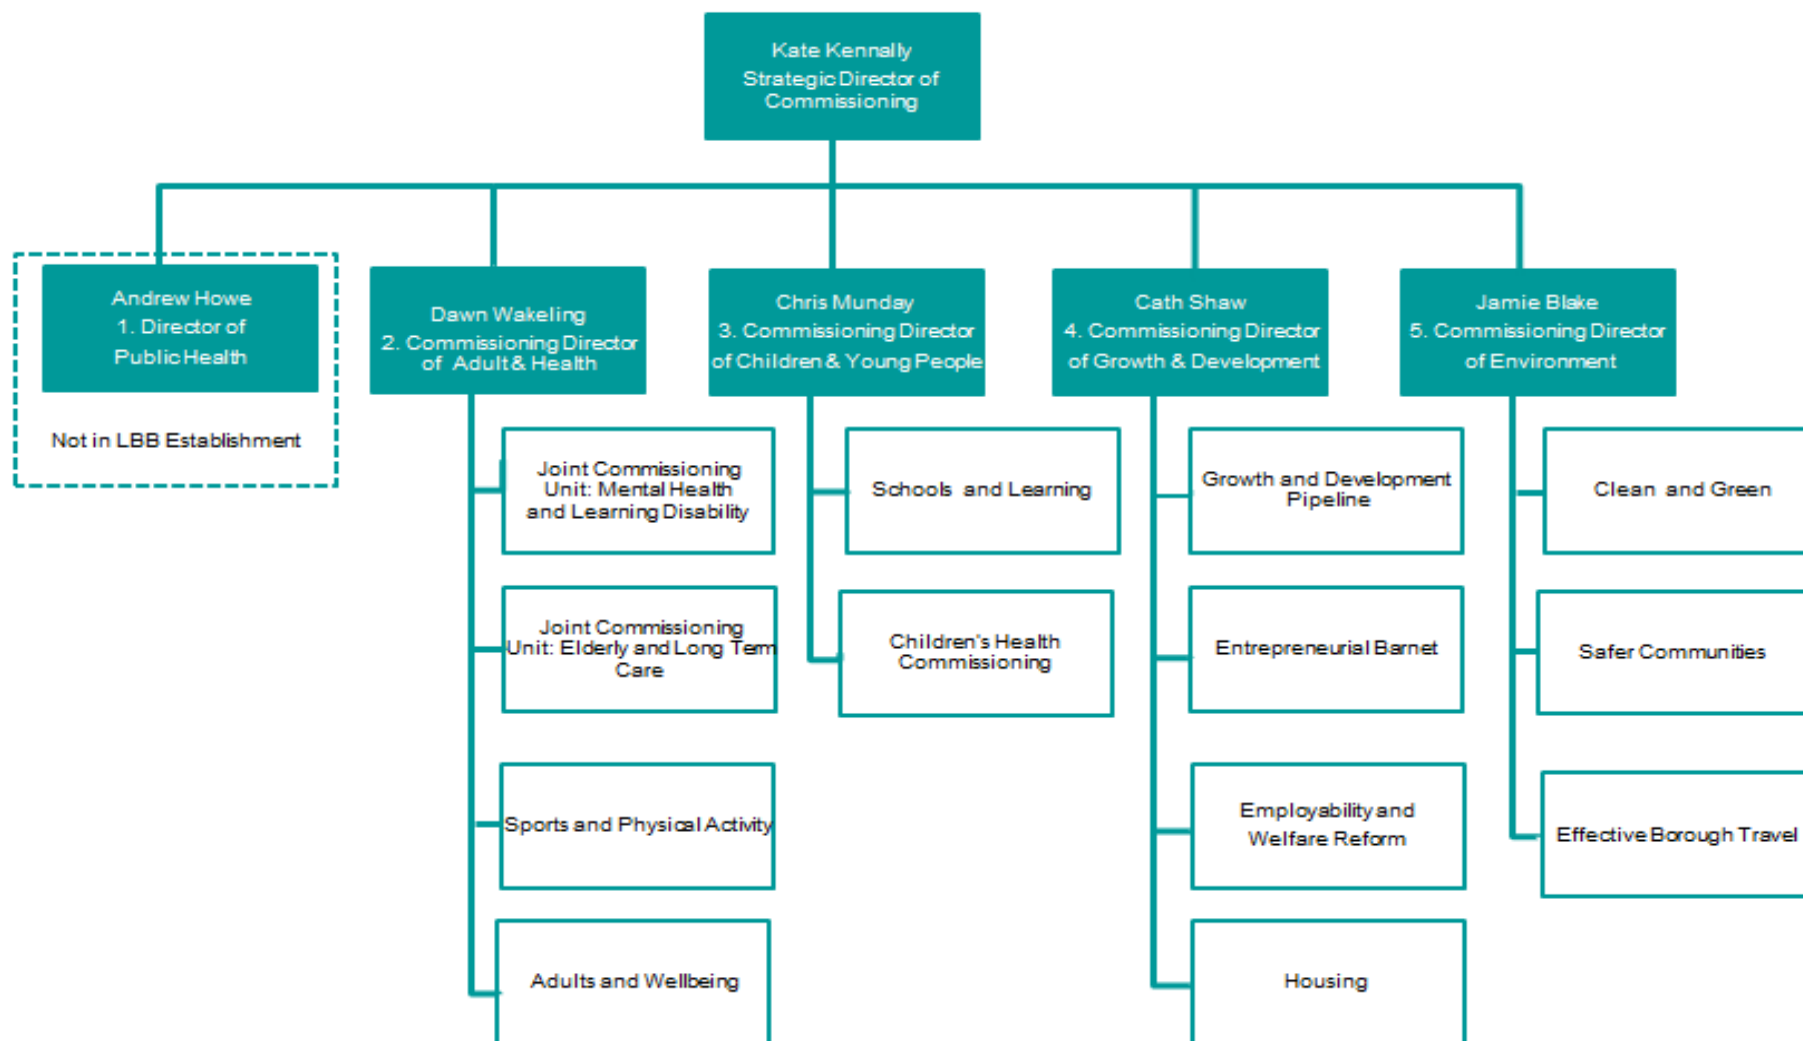 Kate Kennally
Strategic Director of
Commissioning
Andrew Howe
1. Director of
Public Health
Not in LBB Establishment
Dawn Wakeling
2. Commissioning Director
of Adult & Health
Chris Munday
3. Commissioning Director
of Children & Young People
Cath Shaw
4. Commissioning Director
of Growth & Development
Jamie Blake
5. Commissioning Director
of Environment
Joint Commissioning
Unit: Mental Health
and Learning Disability
Joint Commissioning
Unit: Elderly and Long Term
Care
Sports and Physical Activity
Adults and Wellbeing
Schools and Learning
Children's Health
Commissioning
Growth and Development
Pipeline
Entrepreneurial Barnet
Employability and
Welfare Reform
Housing
Clean and Green
Safer Communities
Effective Borough Travel